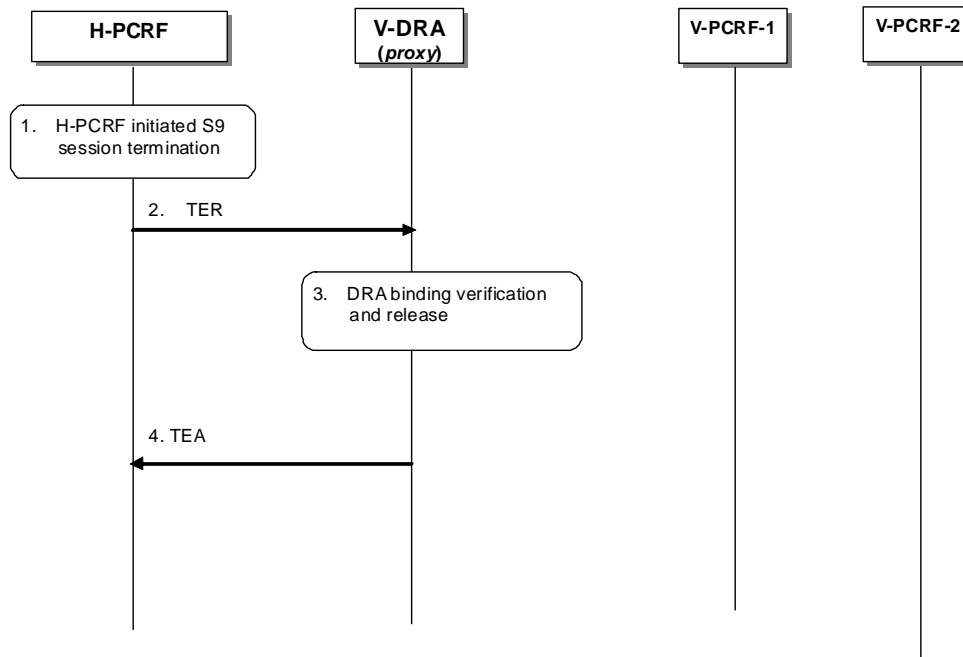 H-PCRF
V-DRA
(proxy)
V-PCRF-1
V-PCRF-2
1. H-PCRF initiated S9
session termination
2. TER
3. DRA binding verification
and release
4. TEA